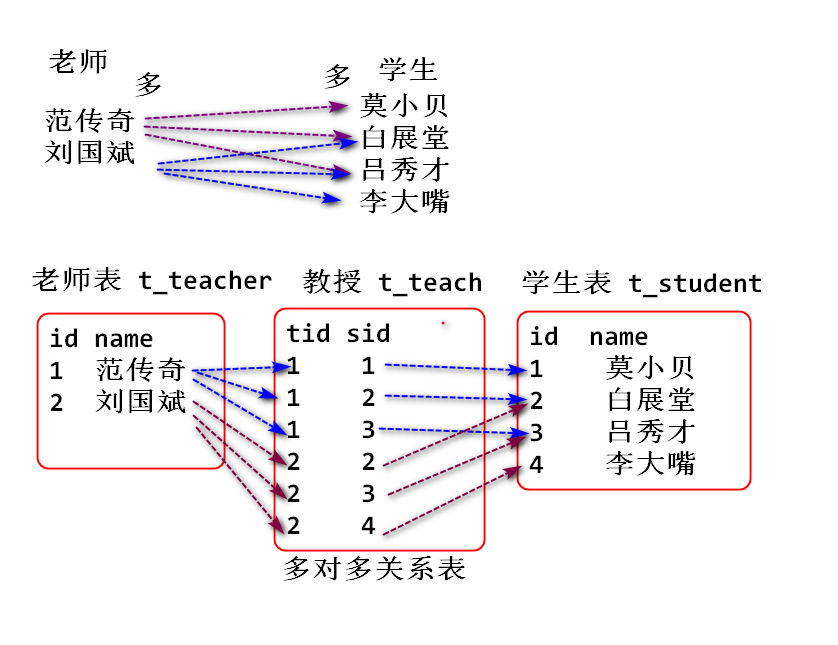 老师
多
多
学生
范传奇
刘国斌
莫小贝
白展堂
吕秀才
李大嘴
老师表 t_teacher
教授 t_teach
学生表 t_student
id name
1 范传奇
2 刘国斌
tid sid
1 1
1 2
1 3
2 2
2 3
2 4
id name
1 莫小贝
2 白展堂
3 吕秀才
4 李大嘴
多对多关系表